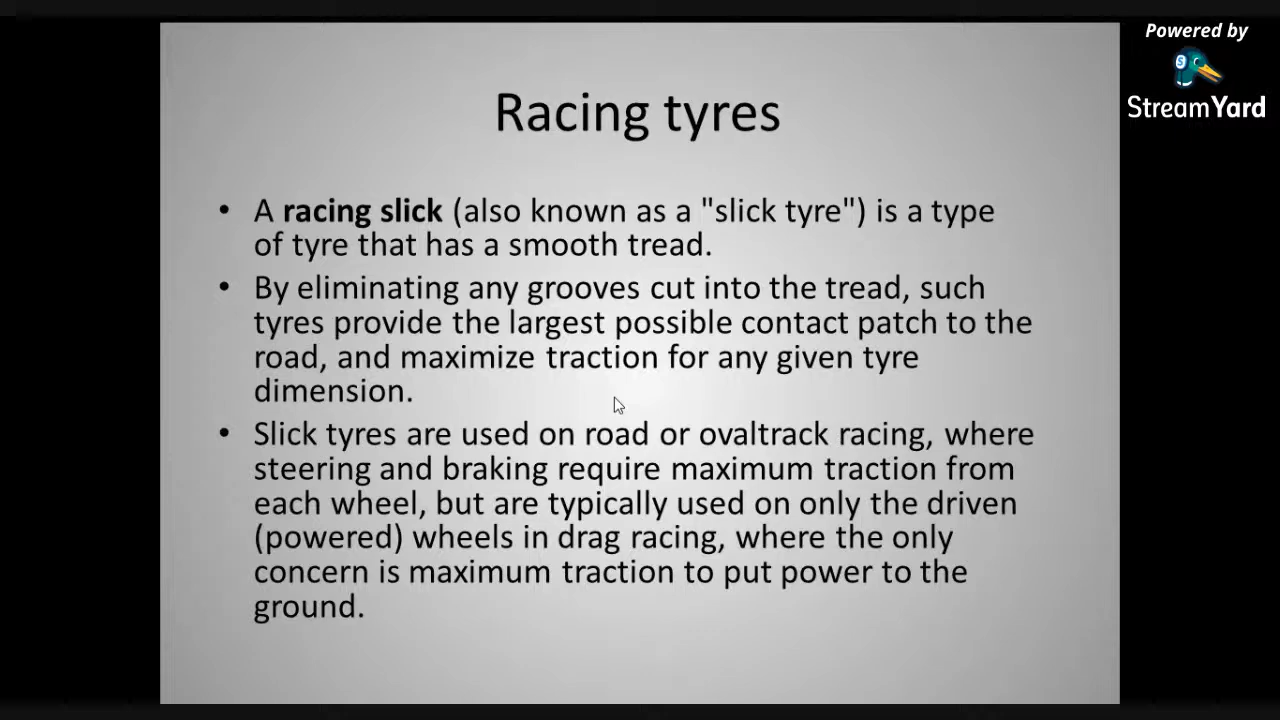 Powered by
StreamYard
Racing tyres
• A racing slick (also known as a "slick tyre") is a type
of tyre that has a smooth tread.
• By eliminating any grooves cut into the tread, such
tyres provide the largest possible contact patch to the
road, and maximize traction for any given tyre
dimension.
• Slick tyres are used on road or ovaltrack racing, where
steering and braking require maximum traction from
each wheel, but are typically used on only the driven
(powered) wheels in drag racing, where the only
concern is maximum traction to put power to the
ground.